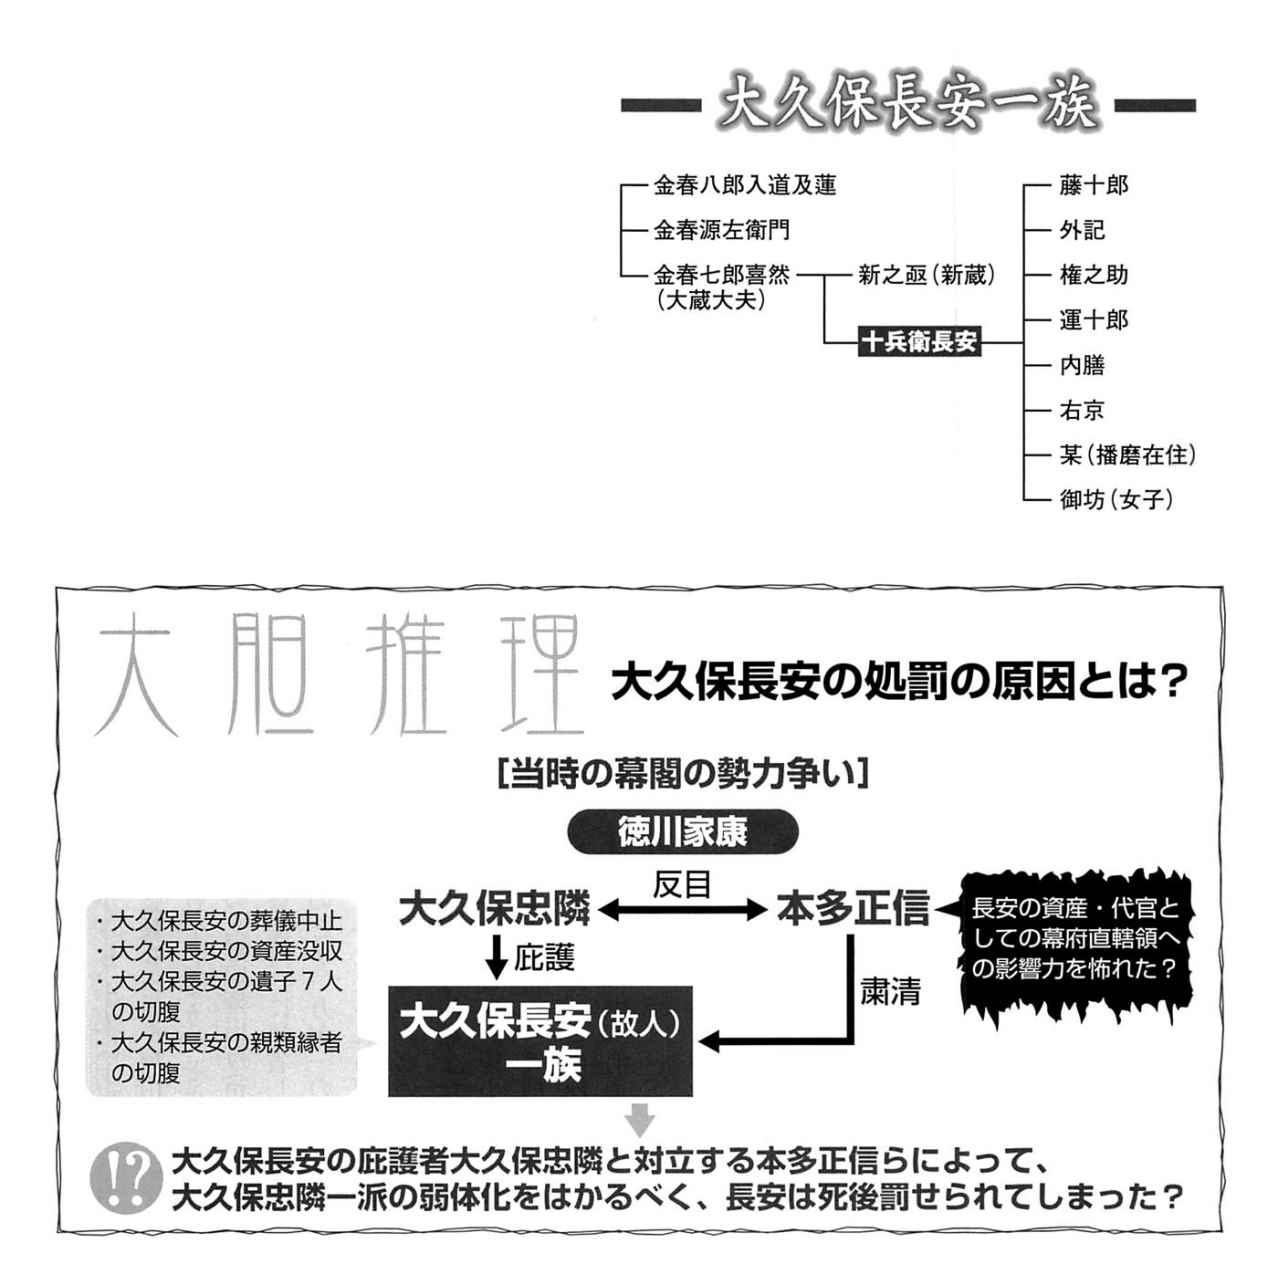 大久保長安一族
金春八郎入道及蓮
金春源左衛門
金春七郎喜然
(大蔵大夫)
新之亟(新蔵)
十兵衛長安
藤十郎
外記
権之助
運十郎
内膳
右京
某(播磨在住)
御坊(女子)
大胆推理
大久保長安の処罰の原因とは?
[当時の幕閣の勢力争い]
徳川家康
反目
大久保忠隣
本多正信
長安の資産・代官と
しての幕府直轄領へ
の影響力を怖れた?
庇護
粛清
・大久保長安の葬儀中止
・大久保長安の資産没収
・大久保長安の遺子7人
の切腹
・大久保長安の親類縁者
の切腹
大久保長安(故人)
一族
!?
大久保長安の庇護者大久保忠隣と対立する本多正信らによって、
大久保忠隣一派の弱体化をはかるべく、長安は死後罰せられてしまった?